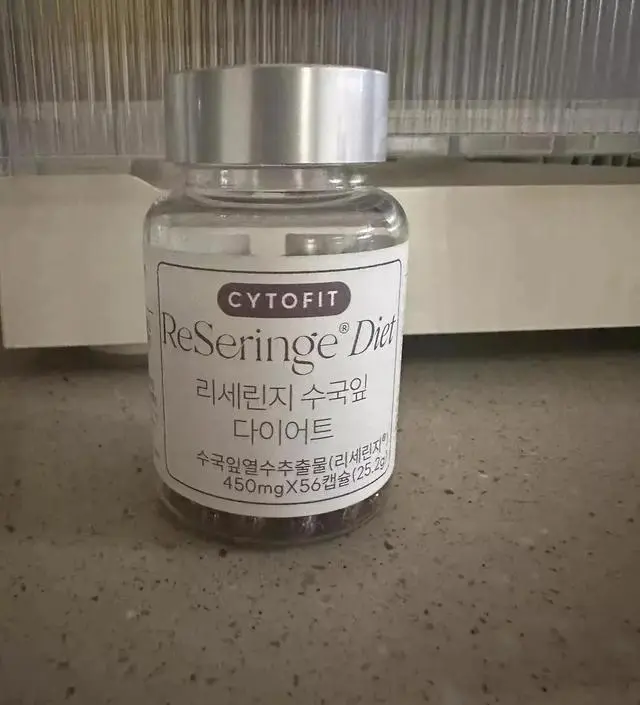 CYTOFIT
ReSeringe® Diet
리세린지 수국잎
다이어트
수국잎열수추출물(리세린지®)
450mgX56캡슐(25.2g)